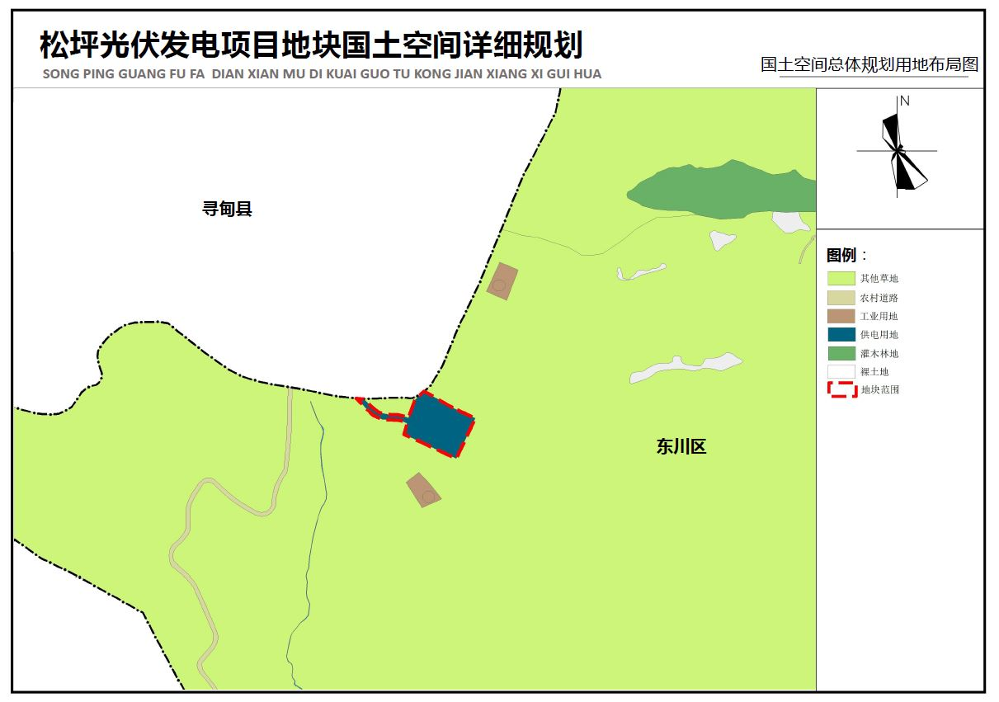 松坪光伏发电项目地块国土空间详细规划
SONG PING GUANG FU FA DIAN XIAN MU DI KUAI GUO TU KONG JIAN XIANG XI GUI HUA
国土空间总体规划用地布局图
N
寻甸县
图例：
其他草地
农村道路
工业用地
供电用地
灌木林地
裸土地
地块范围
东川区